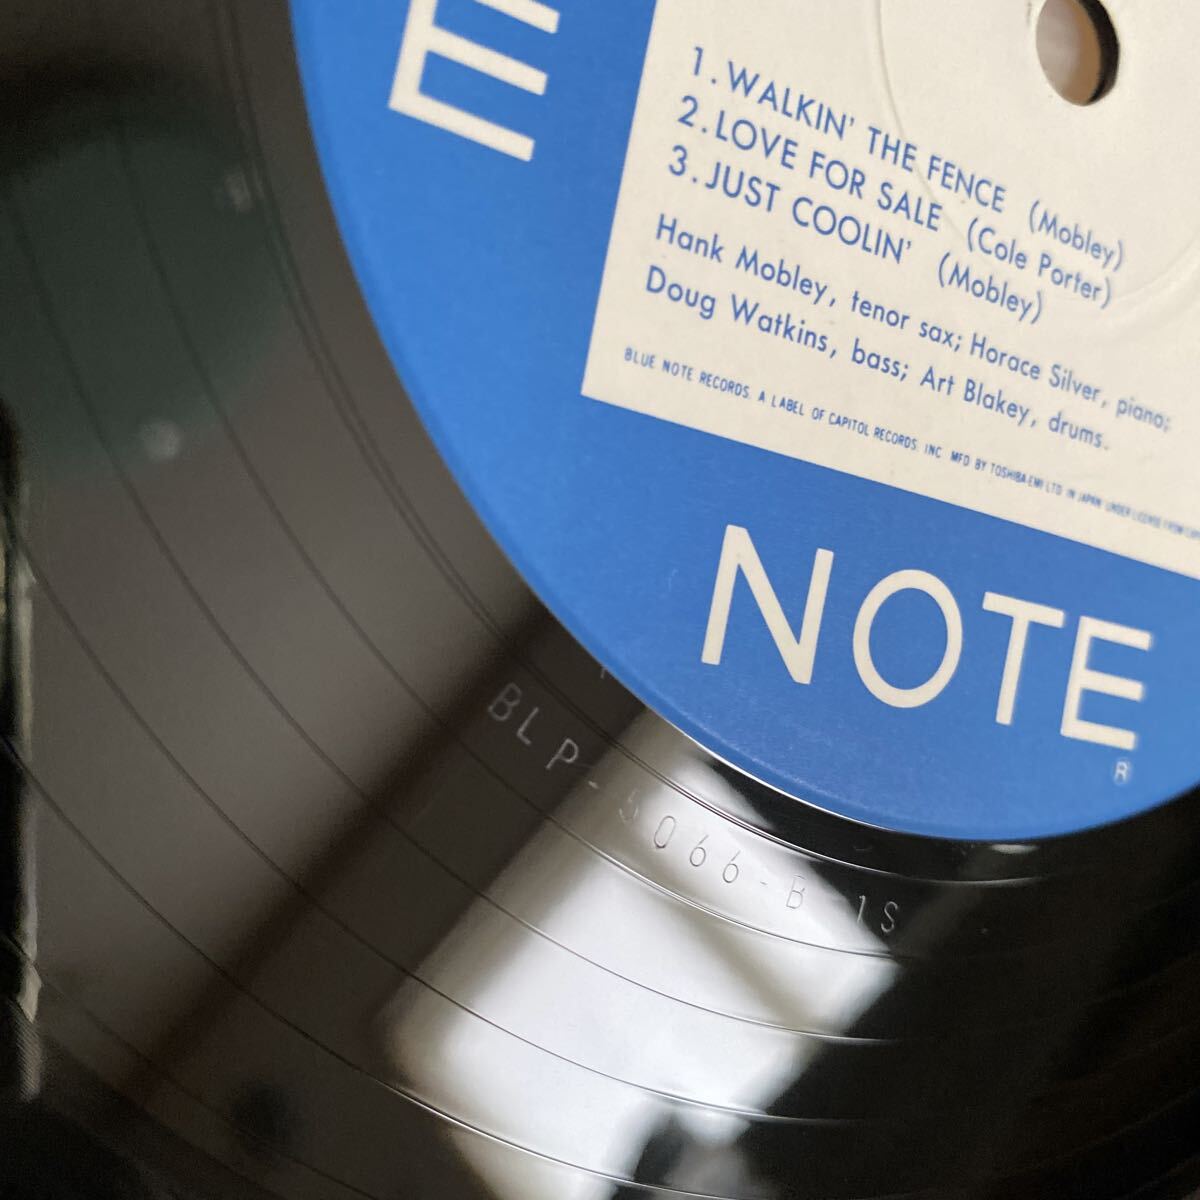 E
1. WALKIN' THE FENCE (Mobley)
2. LOVE FOR SALE (Cole Porter)
3. JUST COOLIN' (Mobley)
Hank Mobley, tenor sax; Horace Silver, piano;
Doug Watkins, bass; Art Blakey, drums.
BLUE NOTE RECORDS. A LABEL OF CAPITOL RECORDS. INC MFD BY TOSHIBA-EMI LTD IN JAPAN UNDER LICENSE FROM
NOTE
®
BLP-5066-B 1S